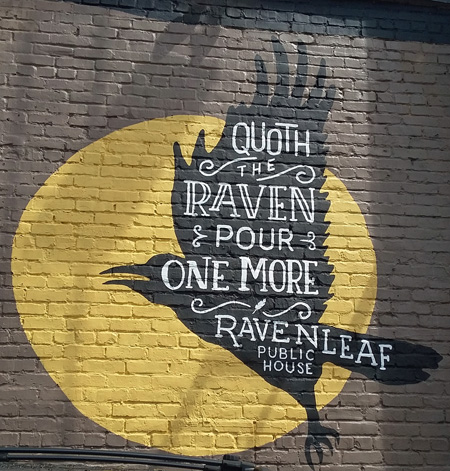 QUOTH
THE
RAVEN
POUR
ONE MORE
RAVENLEAF
PUBLIC
HOUSE